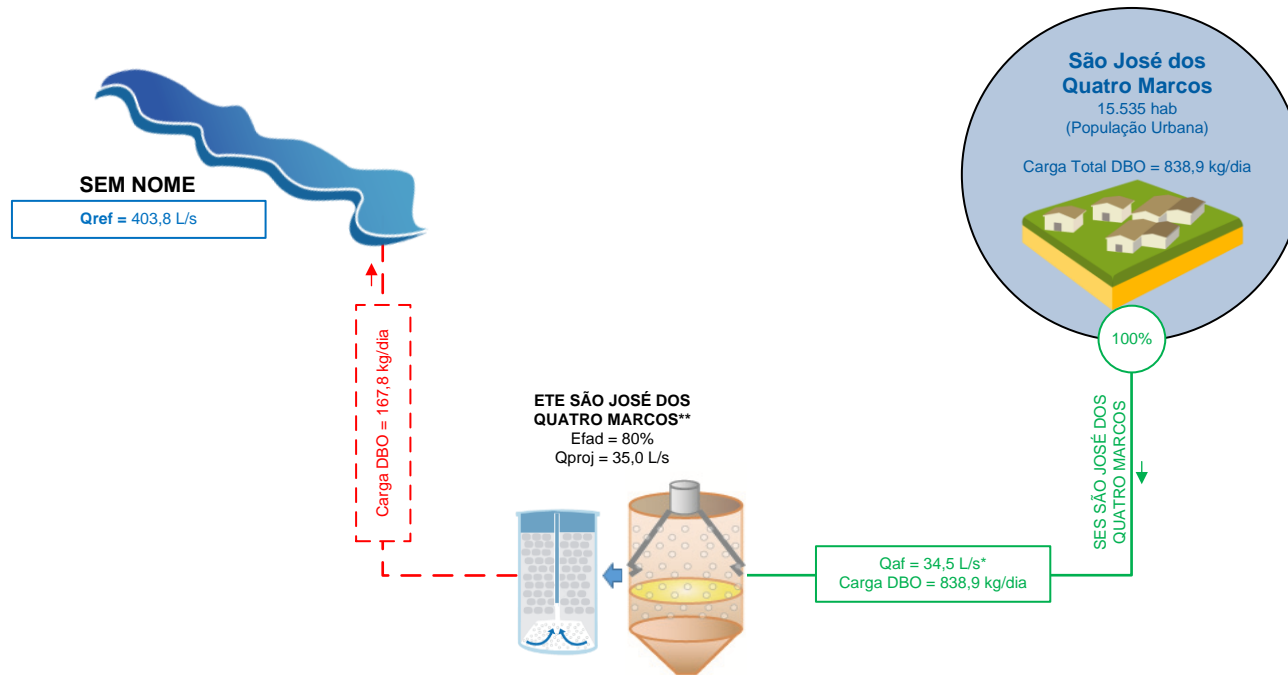 São José dos
Quatro Marcos
15.535 hab
(População Urbana)
Carga Total DBO = 838,9 kg/dia
100%
SES SÃO JOSÉ DOS
QUATRO MARCOS
Qaf = 34,5 L/s*
Carga DBO = 838,9 kg/dia
ETE SÃO JOSÉ DOS
QUATRO MARCOS**
Efad = 80%
Qproj = 35,0 L/s
Carga DBO = 167,8 kg/dia
SEM NOME
Qref = 403,8 L/s